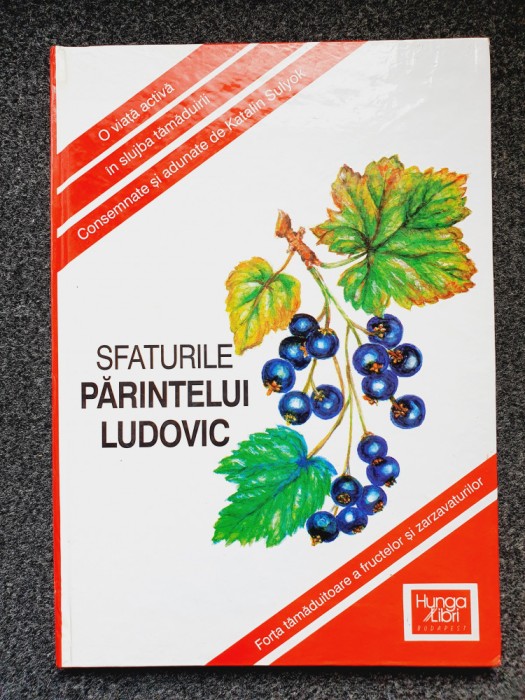 O viață activă
in slujba tămăduirii
Consemnate și adunate de Katalin Sulyok
SFATURILE
PĂRINTELUI
LUDOVIC
Forța tămăduitoare a fructelor și zarzavaturilor
Hunga
Libri
BUDAPEST